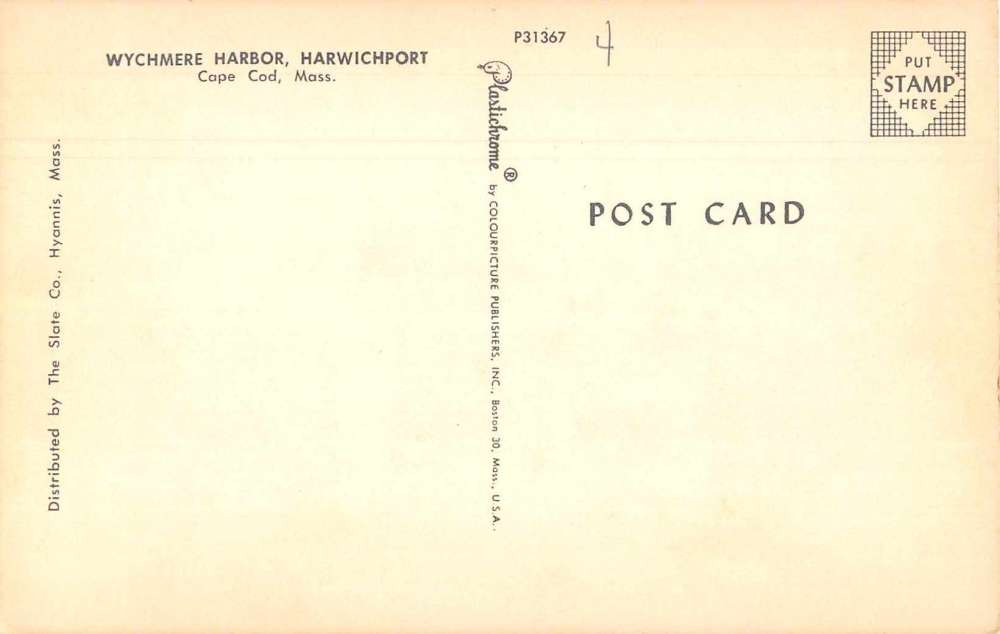 WYCHMERE HARBOR, HARWICHPORT
Cape Cod, Mass.
Distributed by The Slate Co., Hyannis, Mass.
Plastichrome ® by COLOURPICTURE PUBLISHERS, INC., Boston 30, Mass., U.S.A.
P31367
4
PUT
STAMP
HERE
POST CARD